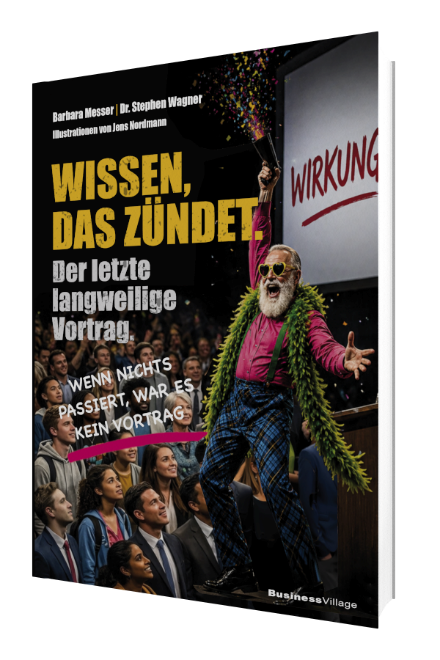 Barbara Messer | Dr. Stephen Wagner
Illustrationen von Jens Nordmann
WISSEN,
DAS ZÜNDET.
Der letzte
langweilige
Vortrag.
WENN NICHTS
PASSIERT, WAR ES
KEIN VORTRAG
WIRKUNG
BusinessVillage